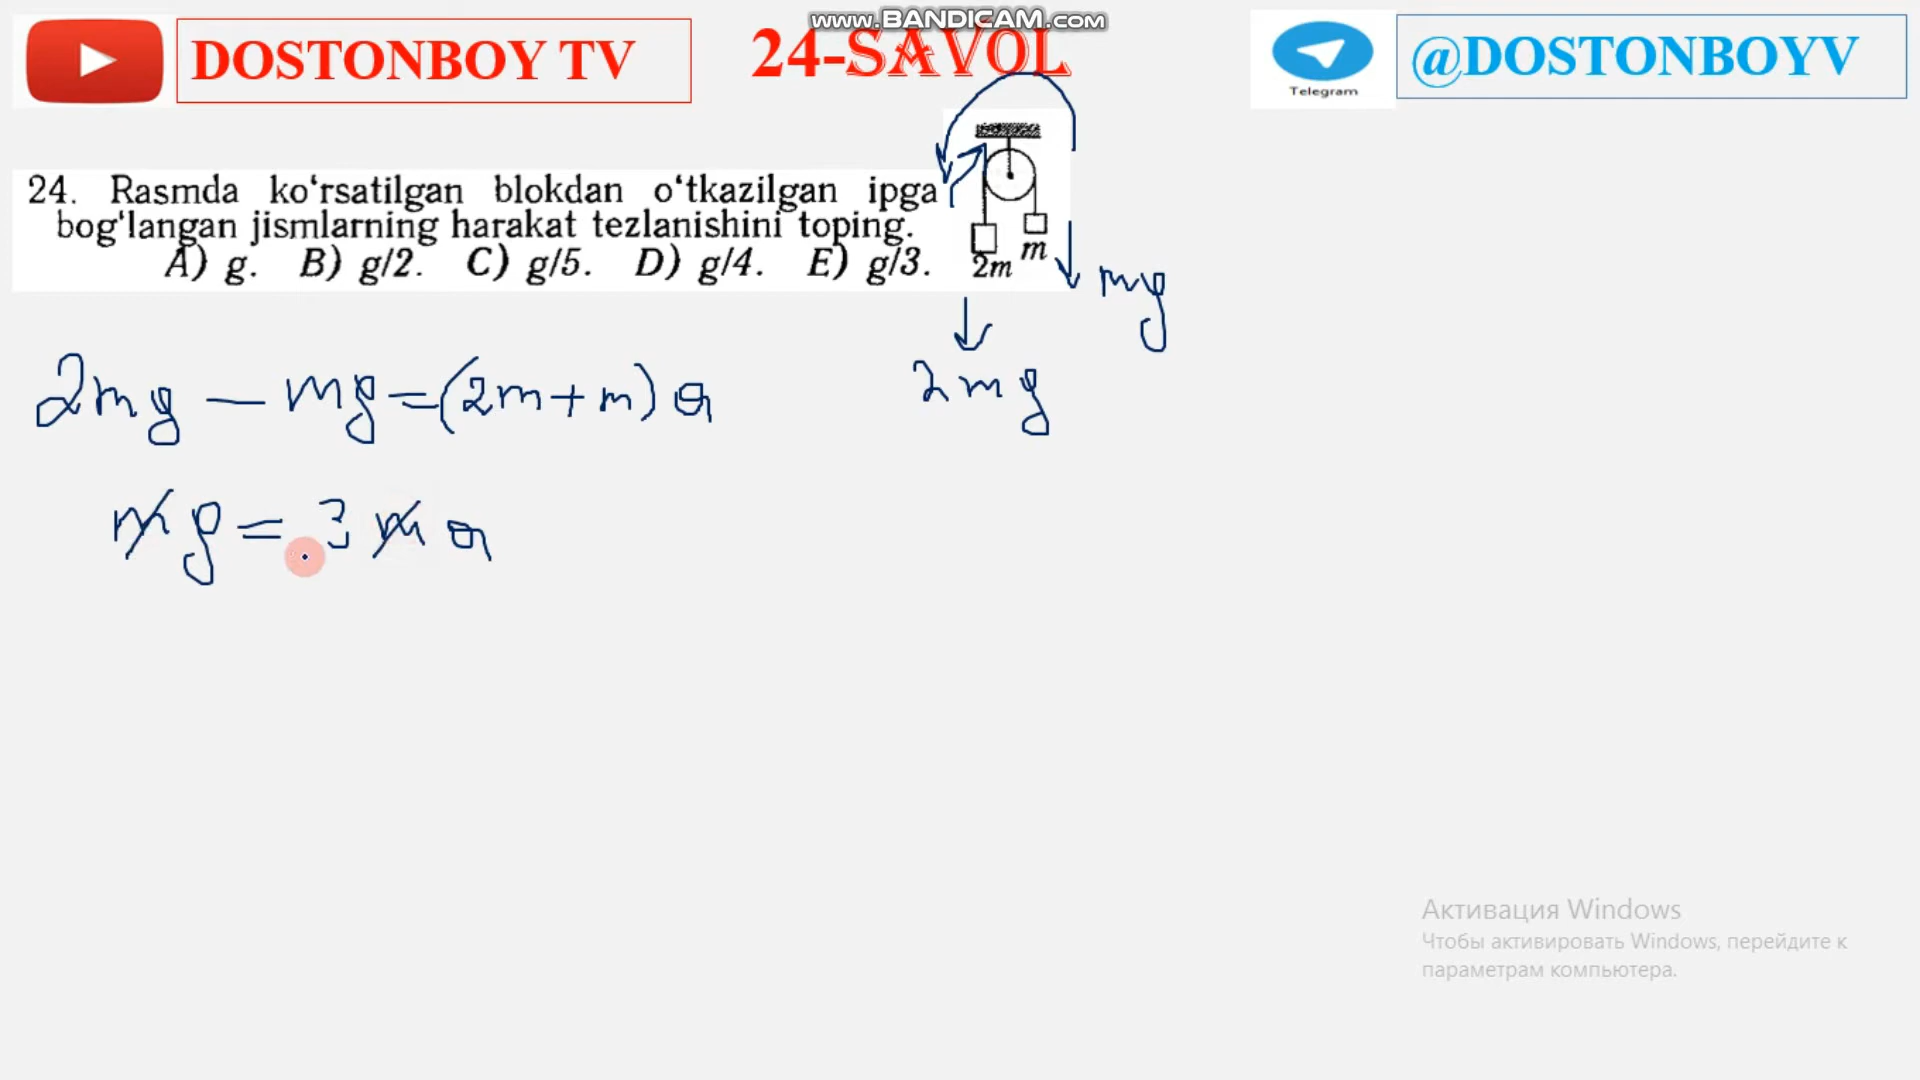 www.BANDICAM.com
DOSTONBOY TV
24-SAVOL
Telegram
@DOSTONBOYV
24. Rasmda ko‘rsatilgan blokdan o‘tkazilgan ipga
bog‘langan jismlarning harakat tezlanishini toping.
A) g. B) g/2. C) g/5. D) g/4. E) g/3.
2m
m
mg
2mg
2mg - mg = (2m + m) a
mg = 3 m a
Активация Windows
Чтобы активировать Windows, перейдите к
параметрам компьютера.